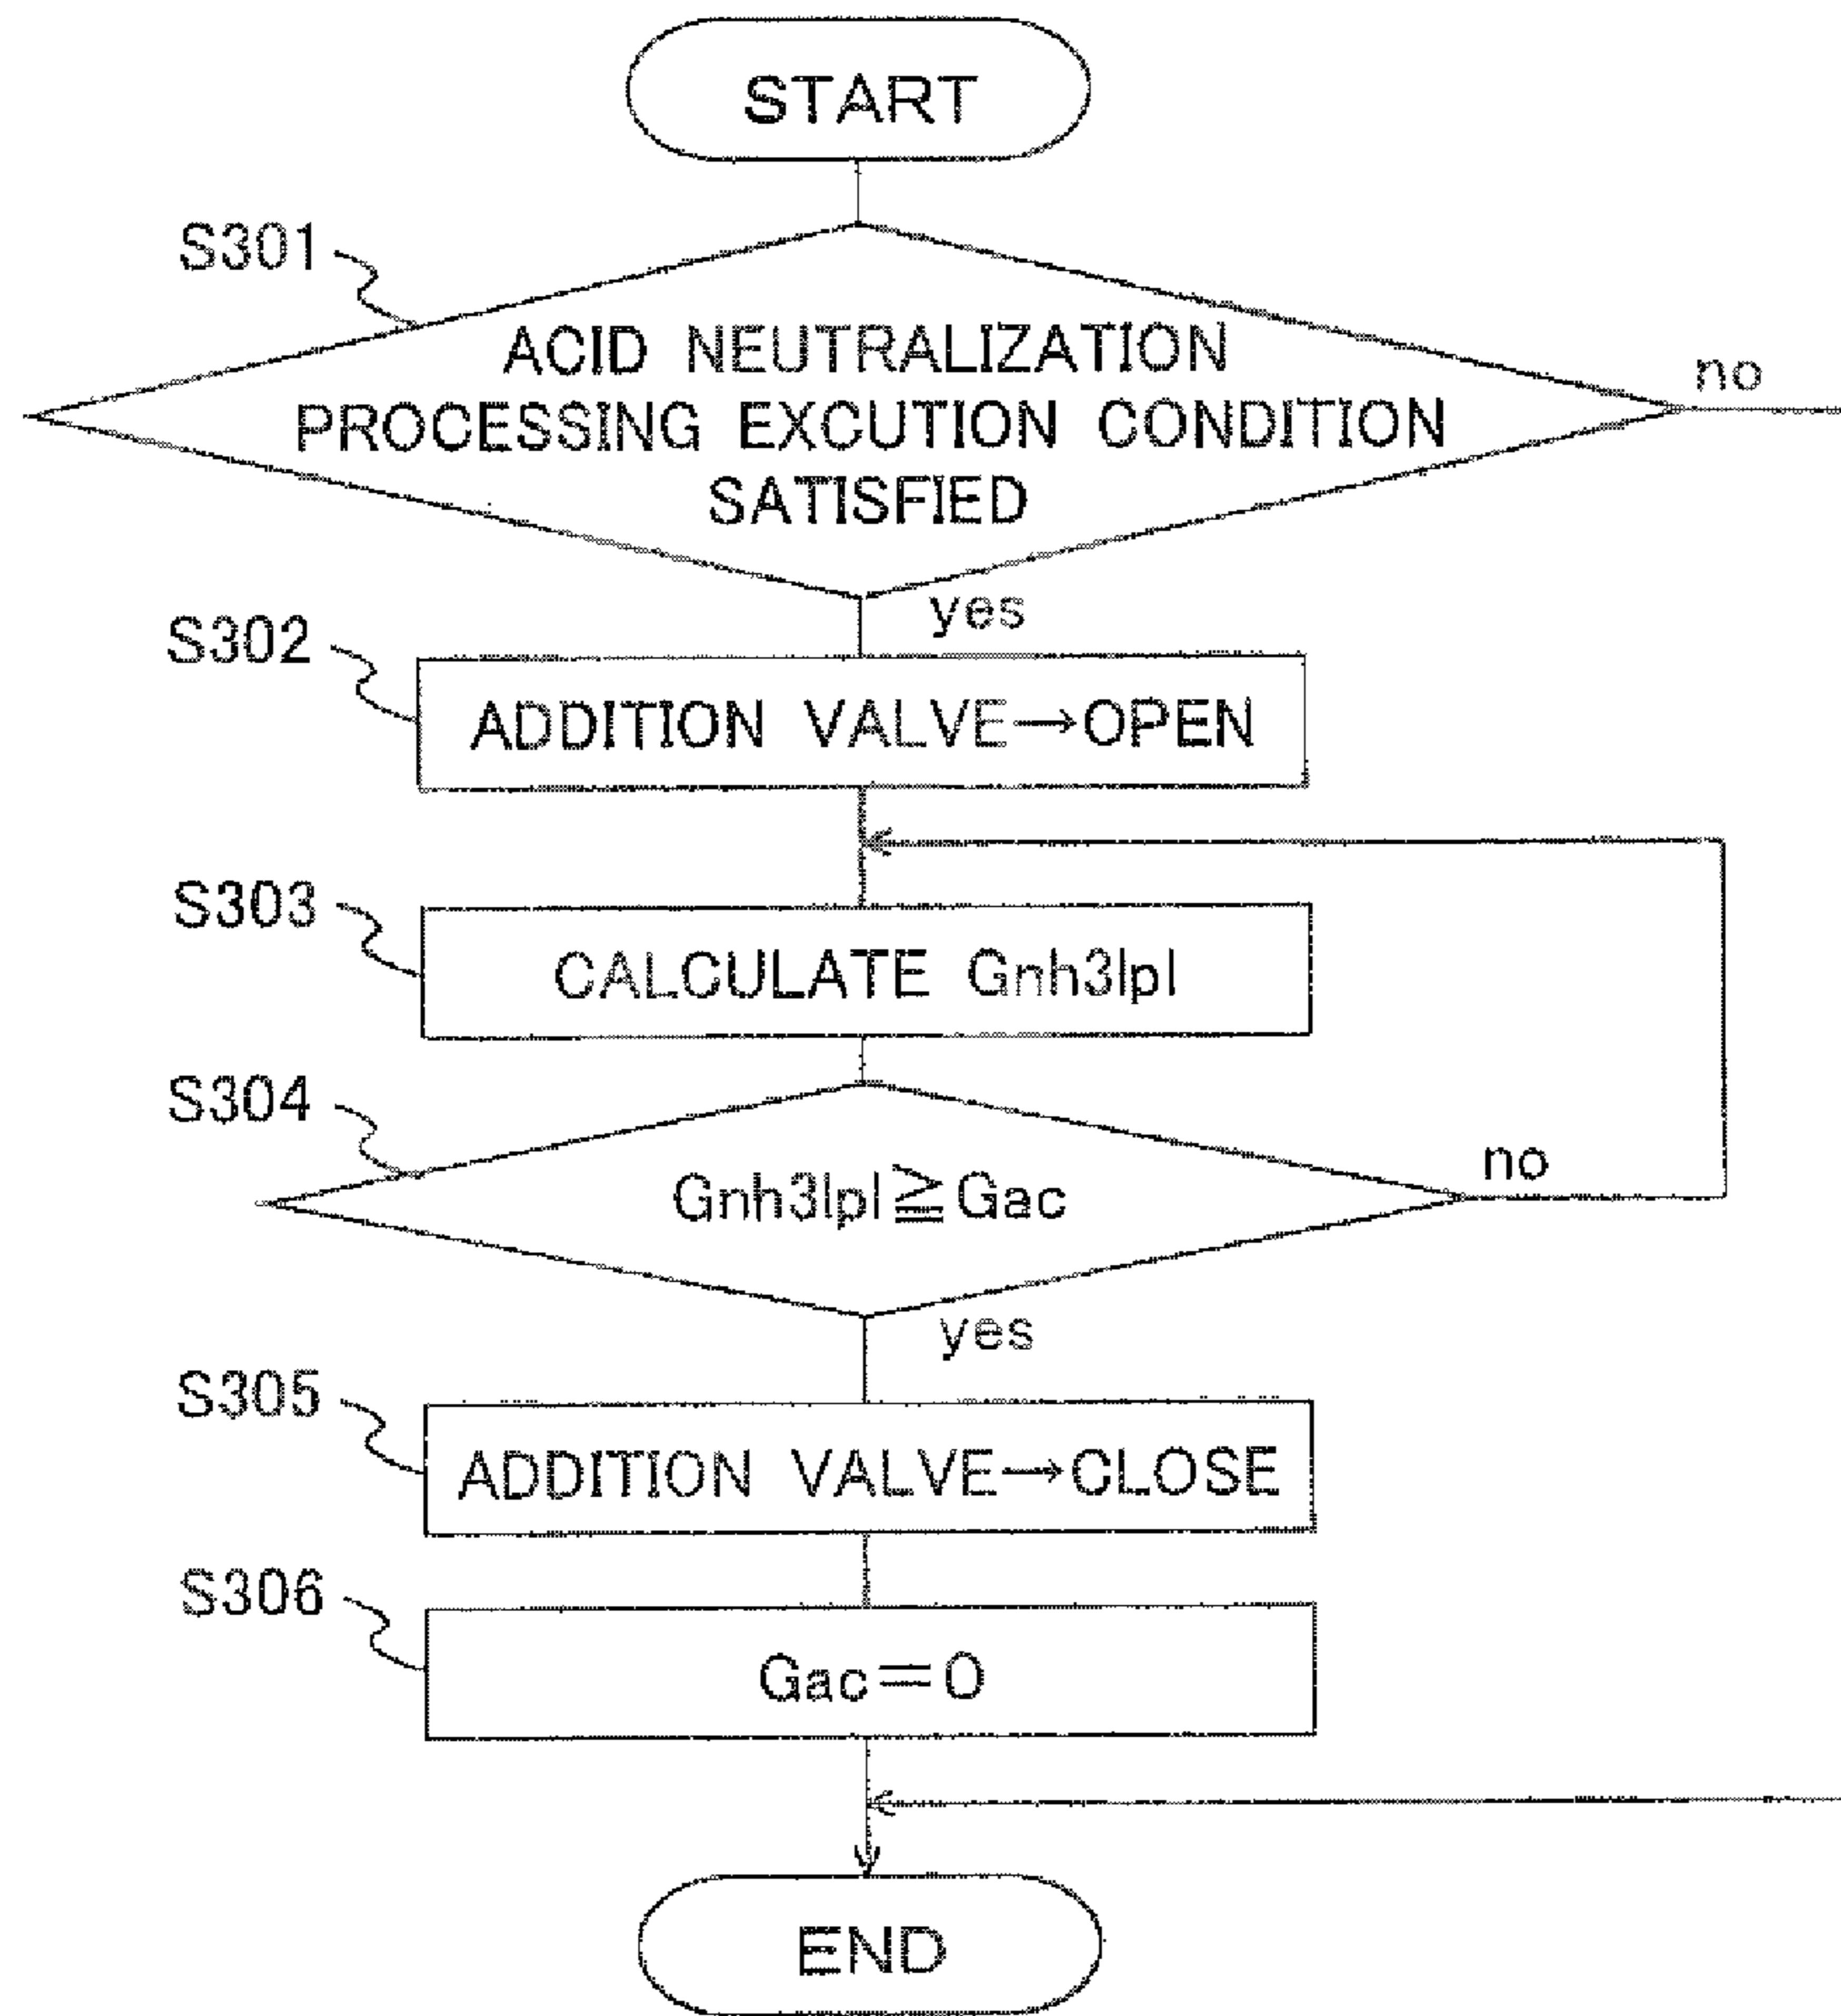 START
S301
ACID NEUTRALIZATION
PROCESSING EXCUTION CONDITION
SATISFIED
no
yes
S302
ADDITION VALVE→OPEN
S303
CALCULATE Gnh3lpl
S304
Gnh3lpl≧Gac
no
yes
S305
ADDITION VALVE→CLOSE
S306
Gac=0
END